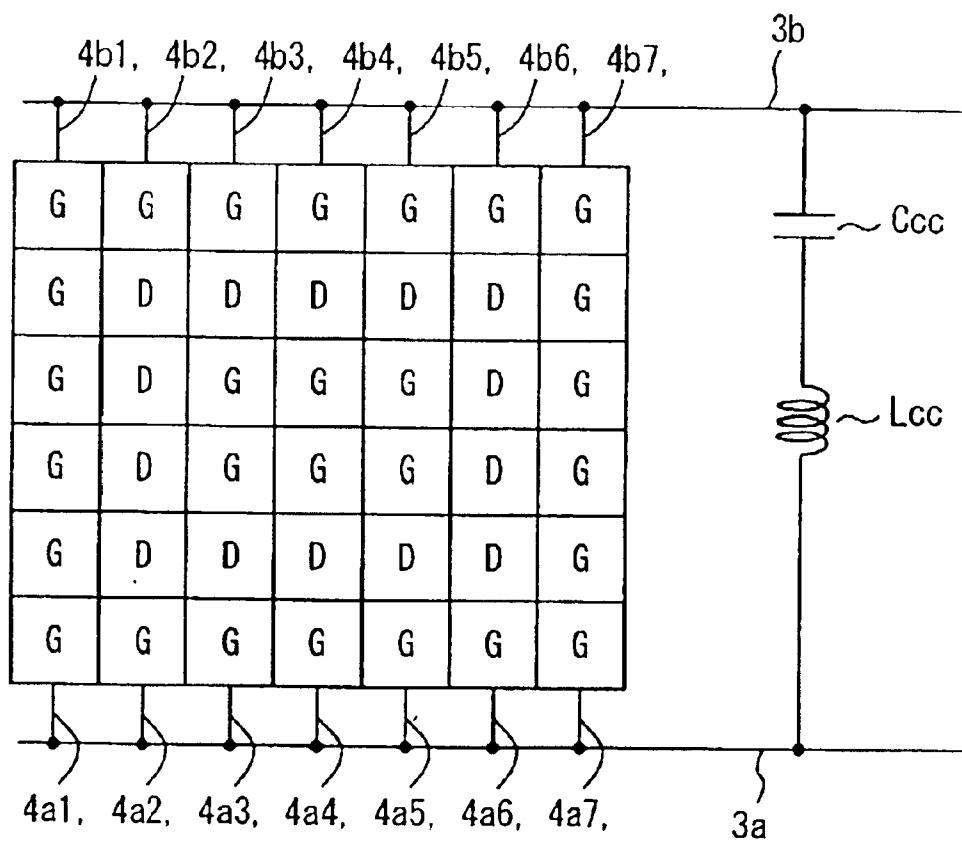 4b1, 4b2, 4b3, 4b4, 4b5, 4b6, 4b7,
3b
G G G G G G G
Ccc
G D D D D D G
G D G G G D G
Lcc
G D G G G D G
G D D D D D G
G G G G G G G
4a1, 4a2, 4a3, 4a4, 4a5, 4a6, 4a7,
3a